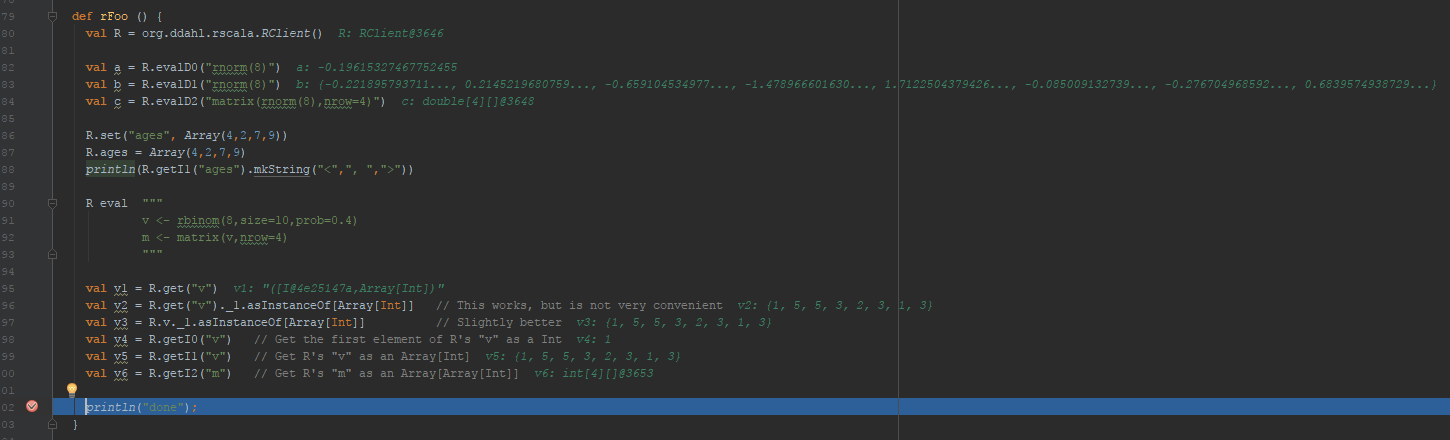 79 def rFoo () {
80 val R = org.ddahl.rscala.RClient() R: RClient@3646
81
82 val a = R.evalD0("rnorm(8)") a: -0.19615327467752455
83 val b = R.evalD1("rnorm(8)") b: {-0.221895793711..., 0.2145219680759..., -0.659104534977..., -1.478966601630..., 1.7122504379426..., -0.085009132739..., -0.276704968592..., 0.6839574938729...}
84 val c = R.evalD2("matrix(rnorm(8),nrow=4)") c: double[4][]@3648
85
86 R.set("ages", Array(4,2,7,9))
87 R.ages = Array(4,2,7,9)
88 println(R.getI1("ages").mkString("<",", ",">"))
89
90 R eval """
91 v <- rbinom(8,size=10,prob=0.4)
92 m <- matrix(v,nrow=4)
93 """
94
95 val v1 = R.get("v") v1: "([I@4e25147a,Array[Int])"
96 val v2 = R.get("v")._1.asInstanceOf[Array[Int]] // This works, but is not very convenient v2: {1, 5, 5, 3, 2, 3, 1, 3}
97 val v3 = R.v._1.asInstanceOf[Array[Int]] // Slightly better v3: {1, 5, 5, 3, 2, 3, 1, 3}
98 val v4 = R.getI0("v") // Get the first element of R's "v" as a Int v4: 1
99 val v5 = R.getI1("v") // Get R's "v" as an Array[Int] v5: {1, 5, 5, 3, 2, 3, 1, 3}
00 val v6 = R.getI2("m") // Get R's "m" as an Array[Array[Int]] v6: int[4][]@3653
01
02 println("done");
03 }